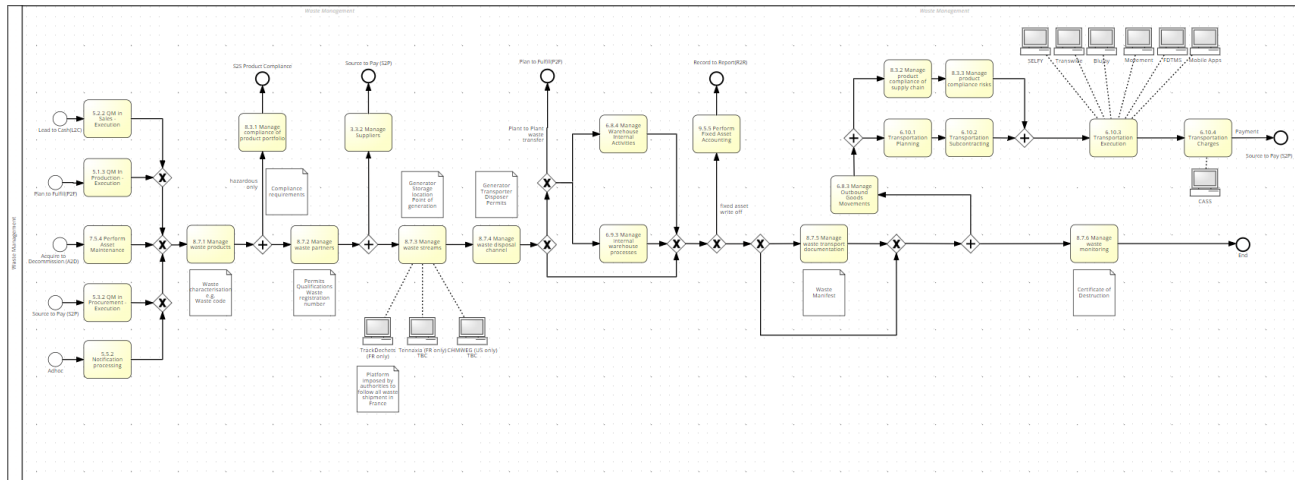 Waste Management
Waste Management
Waste Management
SELFY
Transwide
Movement
FDTMS
Mobile Apps
S2S Product Compliance
Source to Pay (S2P)
Plan to Fulfill(P2F)
Record to Report(R2R)
8.3.2 Manage
product
compliance of
supply chain
8.3.3 Manage
product
compliance risks
5.2.2 QM in
Sales -
Execution
Lead to Cash(L2C)
8.3.1 Manage
compliance of
product portfolio
3.3.2 Manage
Suppliers
Plant to Plant
waste
transfer
6.8.4 Manage
Warehouse
Internal
Activities
9.5.5 Perform
Fixed Asset
Accounting
6.10.1
Transportation
Planning
6.10.2
Transportation
Subcontracting
6.10.3
Transportation
Execution
6.10.4
Transportation
Charges
Payment
Source to Pay (S2P)
5.1.3 QM in
Production -
Execution
Plan to Fulfill(P2F)
hazardous
only
Compliance
requirements
Generator
Storage
location
Point of
generation
Generator
Transporter
Disposer
Permits
fixed asset
write off
6.8.3 Manage
Outbound
Goods
Movements
CASS
7.5.4 Perform
Asset
Maintenance
Acquire to
Decommission(A2D)
8.7.1 Manage
waste products
8.7.2 Manage
waste partners
8.7.3 Manage
waste streams
8.7.4 Manage
waste disposal
channel
6.9.3 Manage
internal
warehouse
processes
8.7.5 Manage
waste transport
documentation
8.7.6 Manage
waste
monitoring
End
5.3.2 QM in
Procurement -
Execution
Source to Pay (S2P)
Waste
characterisation
e.g.
Waste code
Permits
Qualifications
Waste
registration
number
Waste
Manifest
Certificate of
Destruction
5.5.2
Notification
processing
Adhoc
TrackDechets
(FR only)
(FR only)
TBC
(US only)
TBC
Platform
imposed by
authorities to
follow all waste
shipment in
France